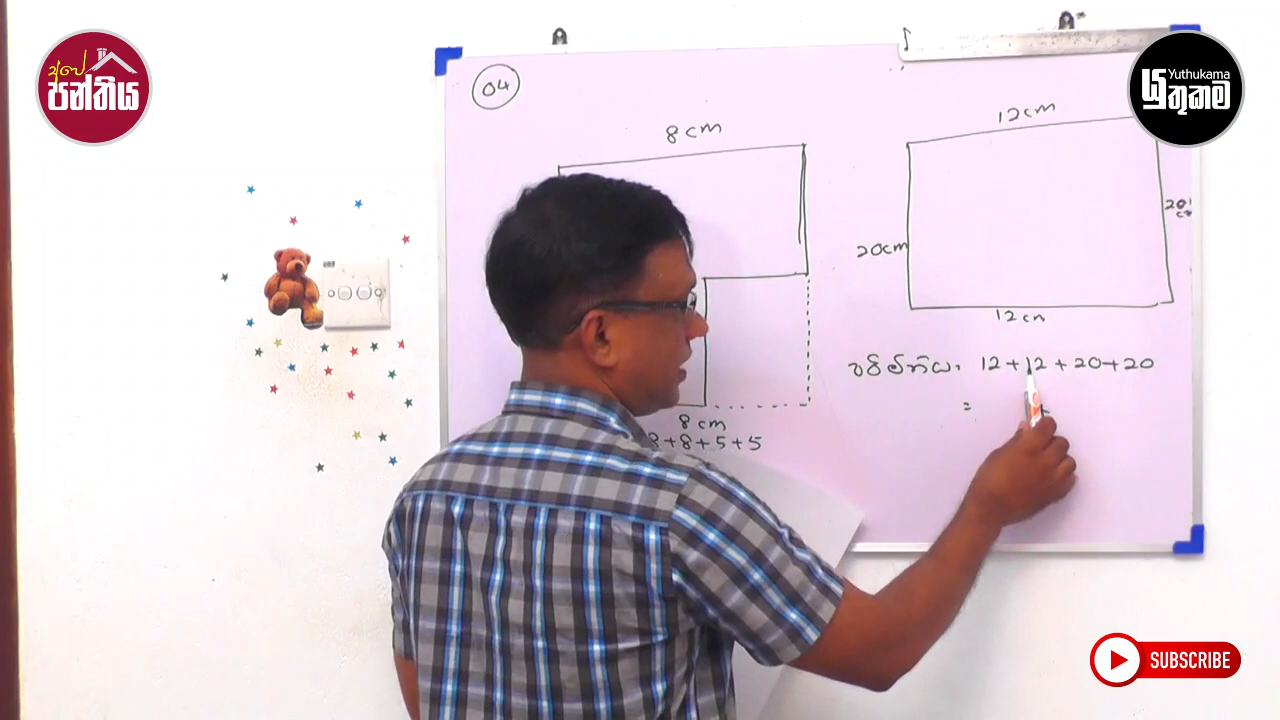 අපේ
පන්තිය
Yuthukama
යුතුකම
04
8 cm
12 cm
20 cm
20cm
12 cm
පරිමිතිය = 12 + 12 + 20 + 20
=
8 cm
8 + 8 + 5 + 5
SUBSCRIBE